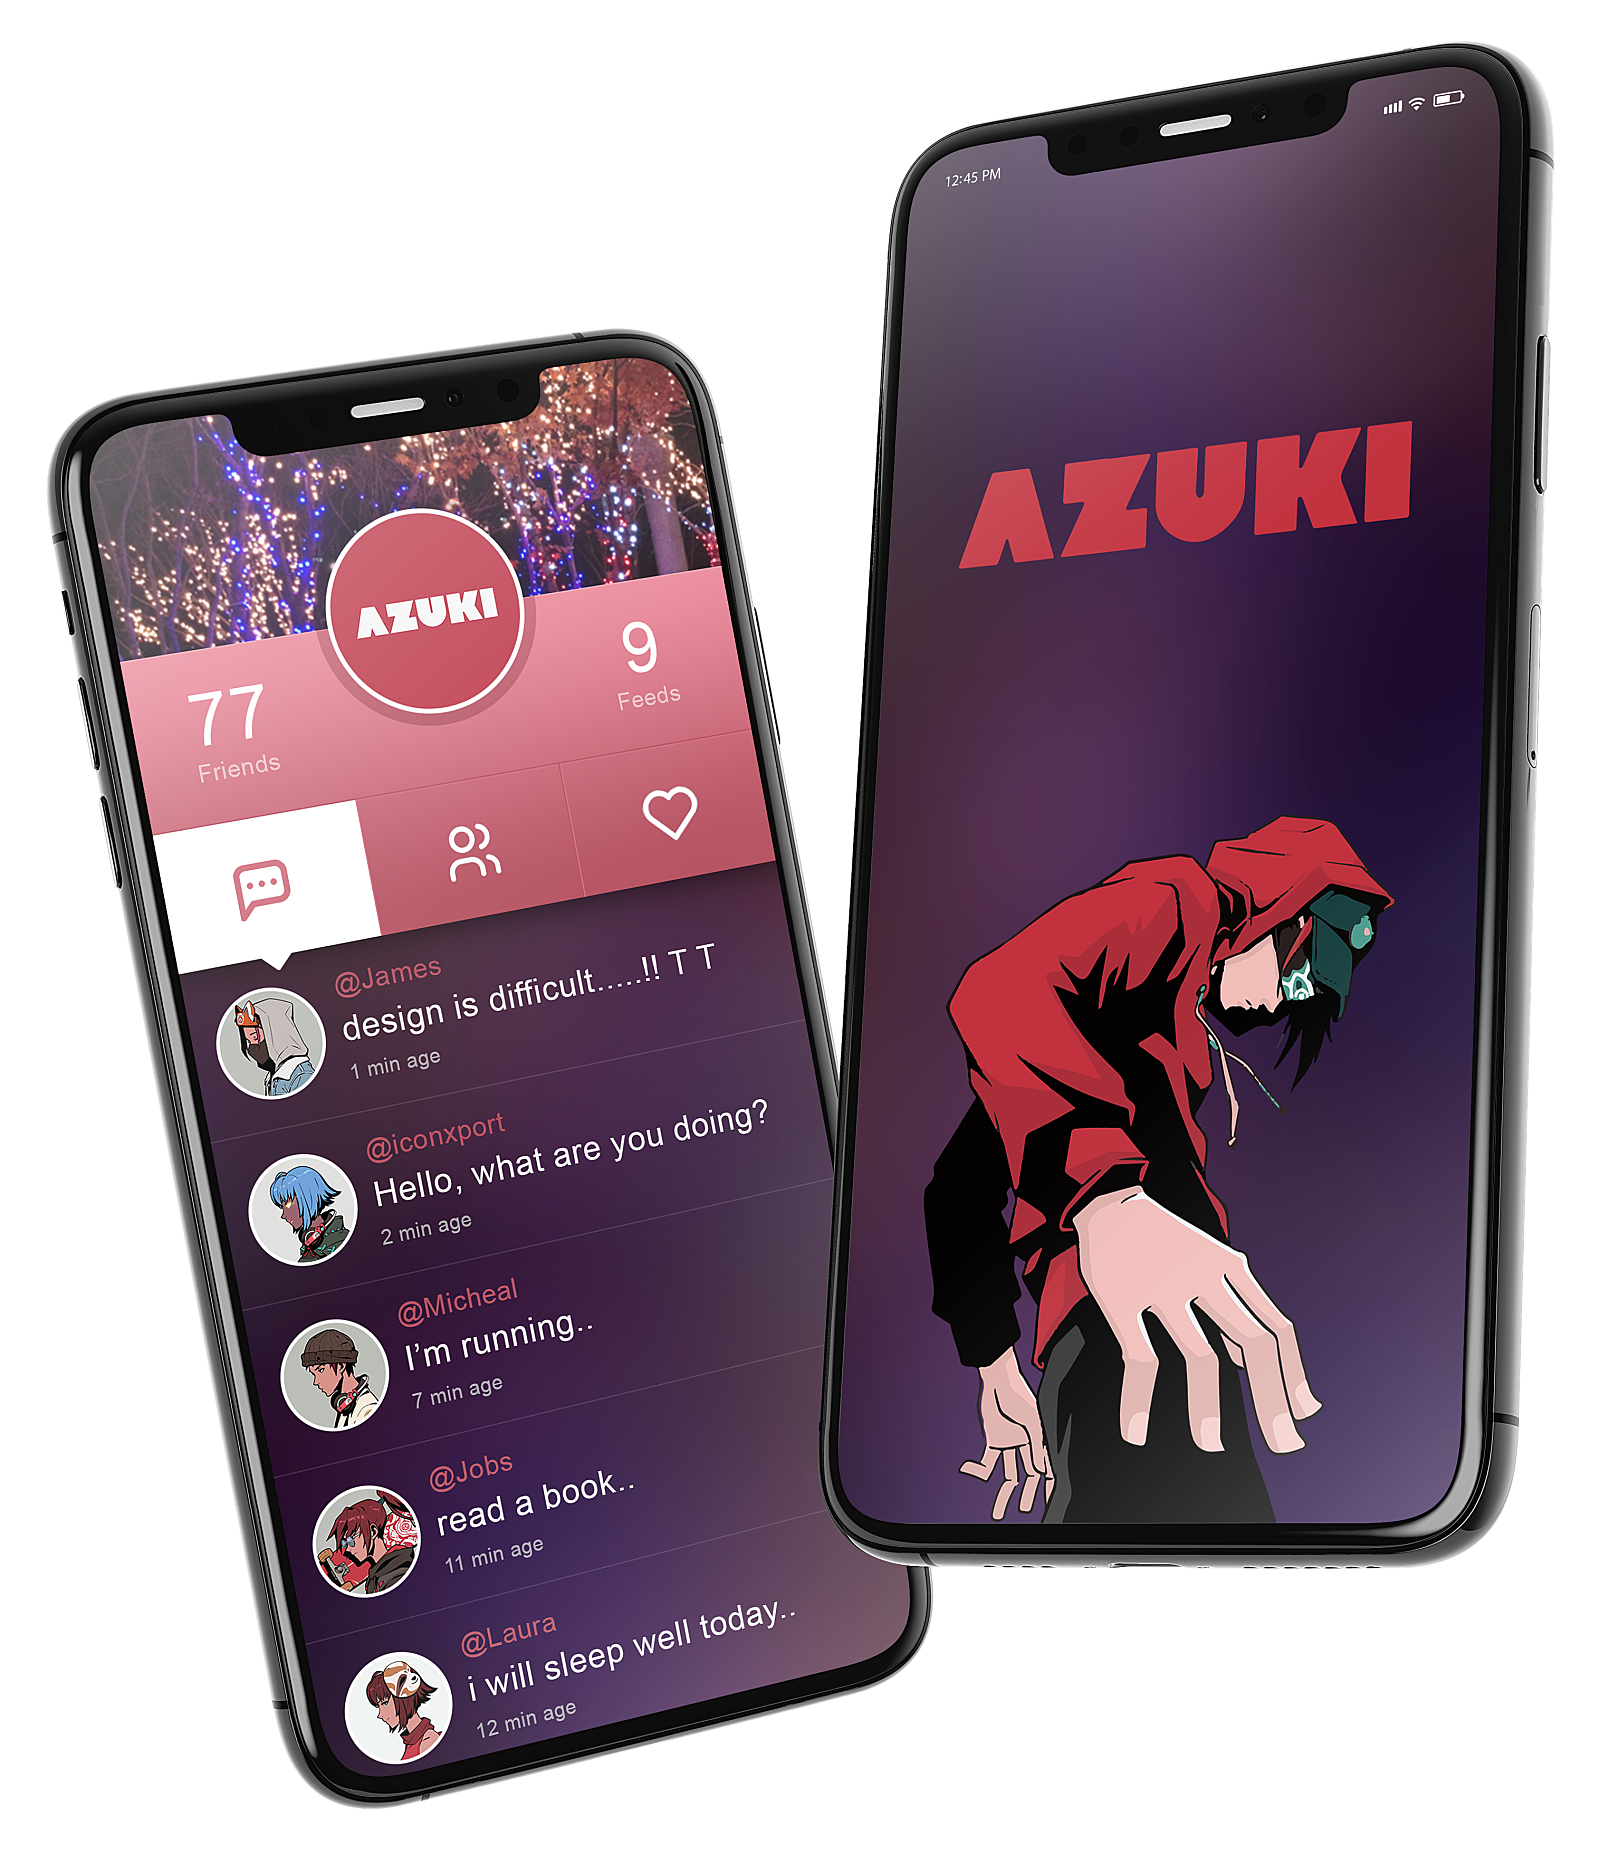 AZUKI
77
Friends
9
Feeds
@James
design is difficult.....!! T T
1 min age
@iconxport
Hello, what are you doing?
2 min age
@Micheal
I'm running..
7 min age
@Jobs
read a book..
11 min age
@Laura
i will sleep well today..
12 min age
12:45 PM
AZUKI